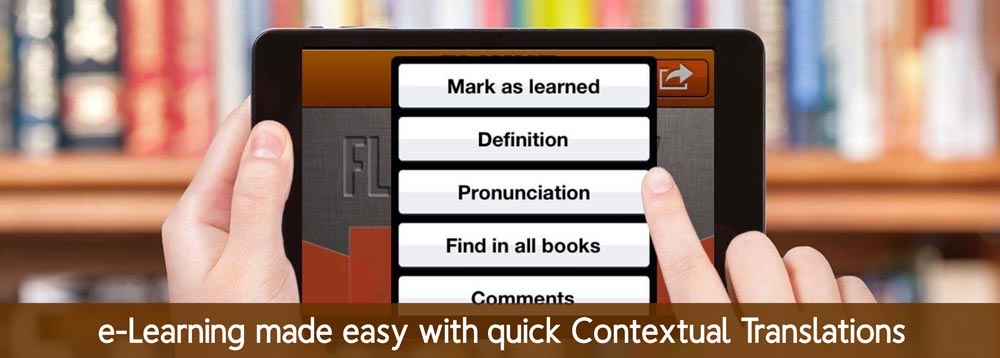 Mark as learned
Definition
Pronunciation
Find in all books
Comments
e-Learning made easy with quick Contextual Translations